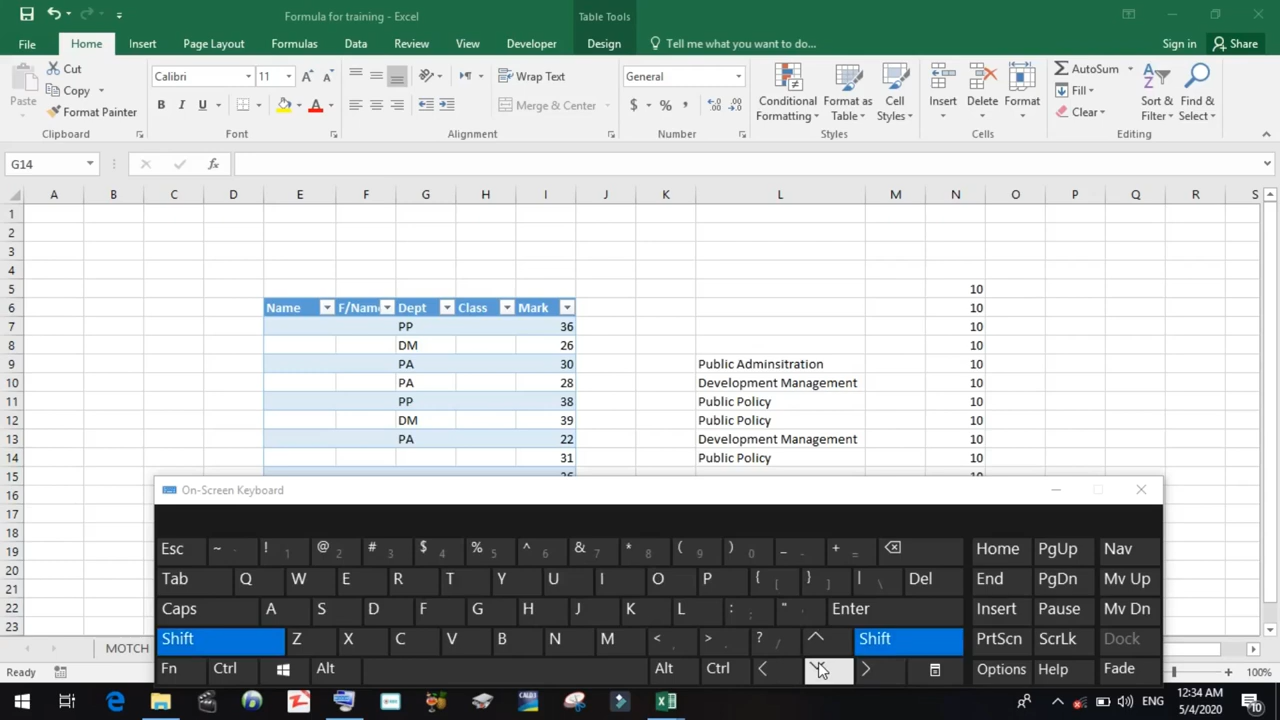 Formula for training - Excel
Table Tools
File Home Insert Page Layout Formulas Data Review View Developer Design Tell me what you want to do... Sign in Share
Paste
Cut
Copy
Format Painter
Clipboard
Calibri 11
B I U
Font
Wrap Text
Merge & Center
Alignment
General
$ % ,
Number
Conditional Formatting
Format as Table
Cell Styles
Styles
Insert Delete Format
Cells
AutoSum
Fill
Clear
Sort & Filter
Find & Select
Editing
G14 fx
A B C D E F G H I J K L M N O P Q R S
1
2
3
4
5 10
6 Name F/Nam Dept Class Mark 10
7 PP 36 10
8 DM 26 10
9 PA 30 Public Adminsitration 10
10 PA 28 Development Management 10
11 PP 38 Public Policy 10
12 DM 39 Public Policy 10
13 PA 22 Development Management 10
14 31 Public Policy 10
15
On-Screen Keyboard
16
17
18
19
20
21
22
23
Esc ~ ! 1 @ 2 # 3 $ 4 % 5 ^ 6 & 7 * 8 ( 9 ) 0 _ - + = Home PgUp Nav
Tab Q W E R T Y U I O P { [ } ] | \ Del End PgDn Mv Up
Caps A S D F G H J K L : ; " ' Enter Insert Pause Mv Dn
Shift Z X C V B N M < , > . ? / Shift PrtScn ScrLk Dock
Fn Ctrl Alt Alt Ctrl Options Help Fade
MOTCH
Ready
100%
ENG
12:34 AM
5/4/2020
10